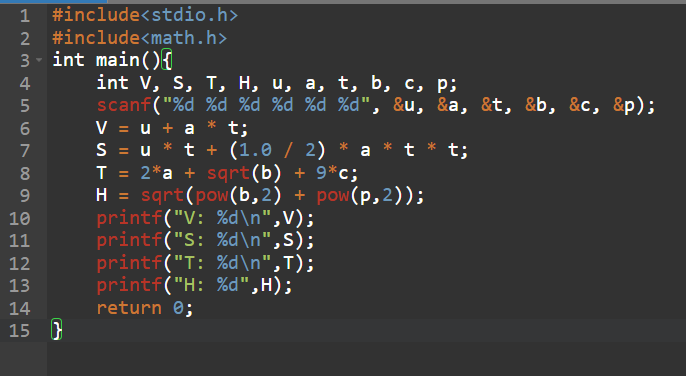 1 #include<stdio.h>
2 #include<math.h>
3 int main(){
4     int V, S, T, H, u, a, t, b, c, p;
5     scanf("%d %d %d %d %d %d", &u, &a, &t, &b, &c, &p);
6     V = u + a * t;
7     S = u * t + (1.0 / 2) * a * t * t;
8     T = 2*a + sqrt(b) + 9*c;
9     H = sqrt(pow(b,2) + pow(p,2));
10     printf("V: %d\n",V);
11     printf("S: %d\n",S);
12     printf("T: %d\n",T);
13     printf("H: %d",H);
14     return 0;
15 }